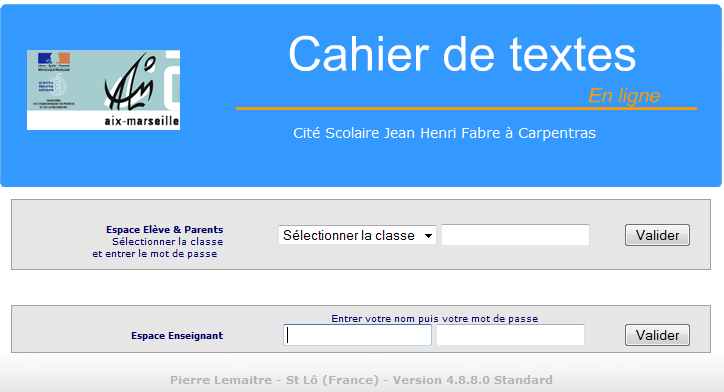 Cahier de textes
En ligne
Cité Scolaire Jean Henri Fabre à Carpentras
aix-marseille
Espace Elève & Parents
Sélectionner la classe
et entrer le mot de passe
Sélectionner la classe
Valider
Entrer votre nom puis votre mot de passe
Espace Enseignant
Valider
Pierre Lemaitre - St Lô (France) - Version 4.8.8.0 Standard